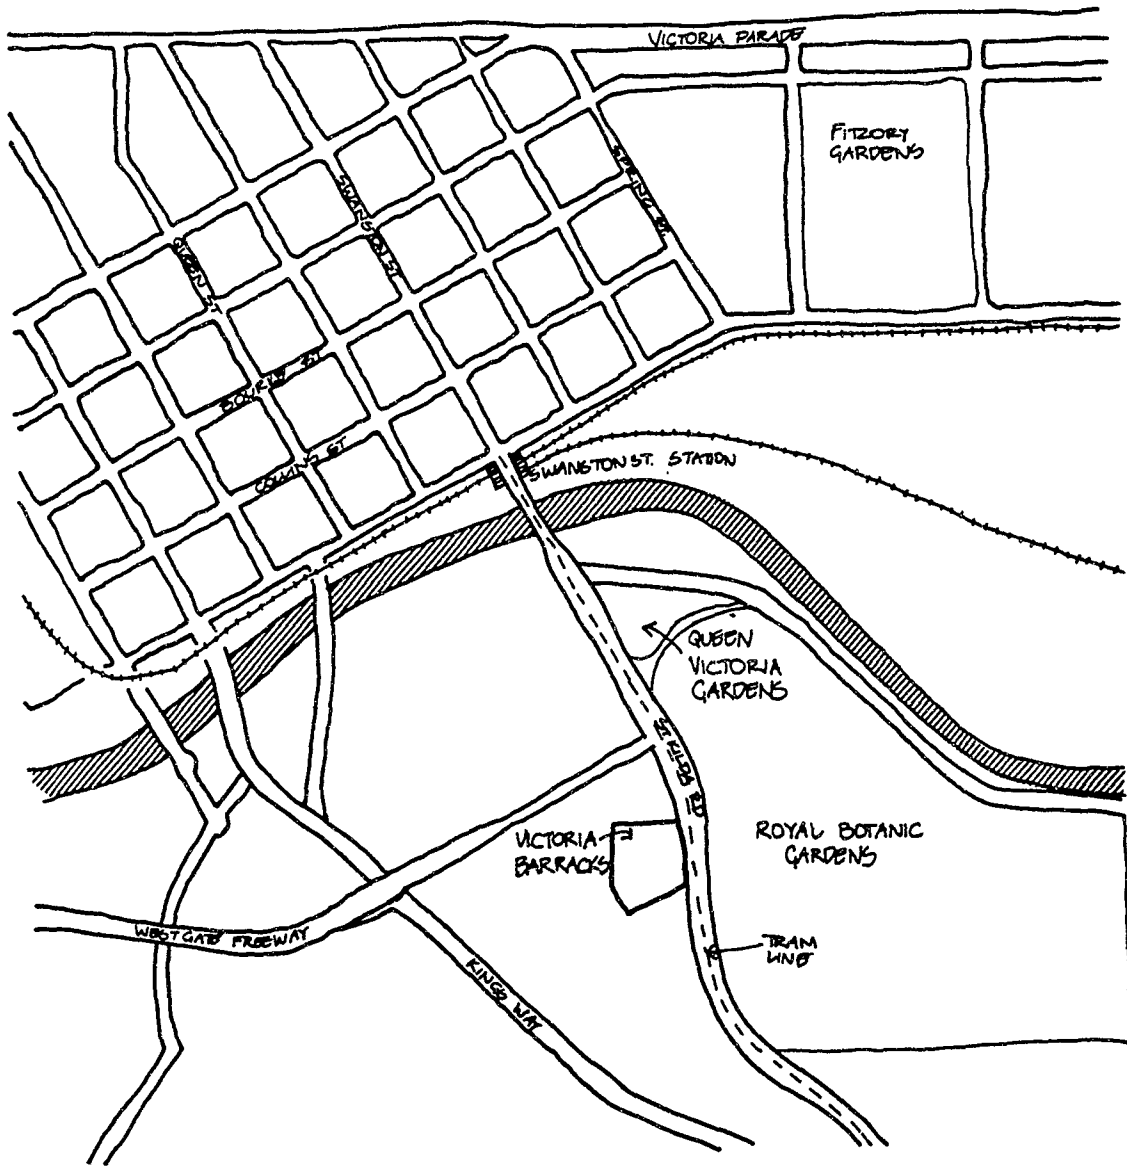 VICTORIA PARADE
FITZORY
GARDENS
SPRING ST.
SWANSTON ST
QUEEN ST
BOURKE ST
COLLINS ST
SWANSTON ST. STATION
QUEEN
VICTORIA
GARDENS
ST KILDA RD
VICTORIA
BARRACKS
ROYAL BOTANIC
GARDENS
WESTGATE FREEWAY
TRAM
LINE
KINGS WAY